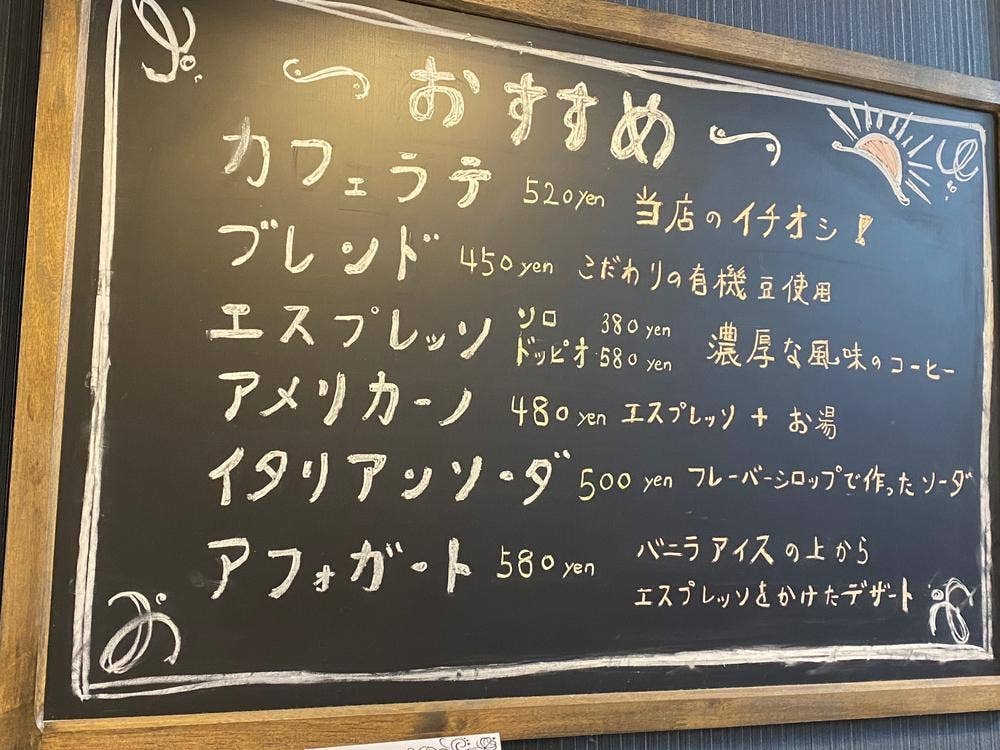 おすすめ
カフェラテ 520yen 当店のイチオシ!
ブレンド 450yen こだわりの有機豆使用
エスプレッソ ソロ 380yen 濃厚な風味のコーヒー
ドッピオ 580yen
アメリカーノ 480yen エスプレッソ + お湯
イタリアンソーダ 500yen フレーバーシロップで作ったソーダ
アフォガート 580yen バニラアイスの上から
エスプレッソをかけたデザート